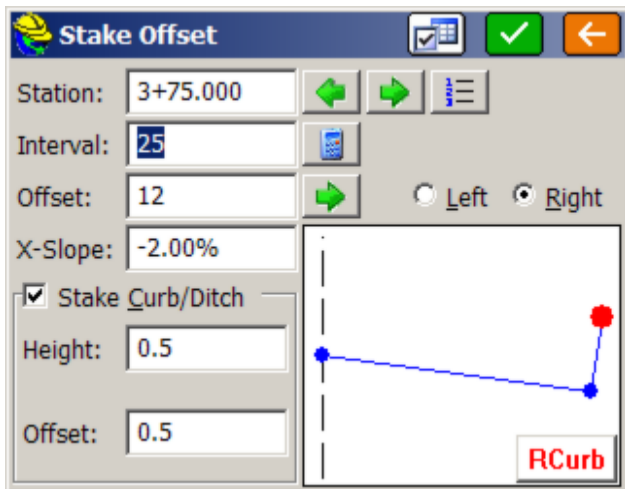 Stake Offset
Station: 3+75.000
Interval: 25
Offset: 12 Left Right
X-Slope: -2.00%
Stake Curb/Ditch
Height: 0.5
Offset: 0.5
RCurb